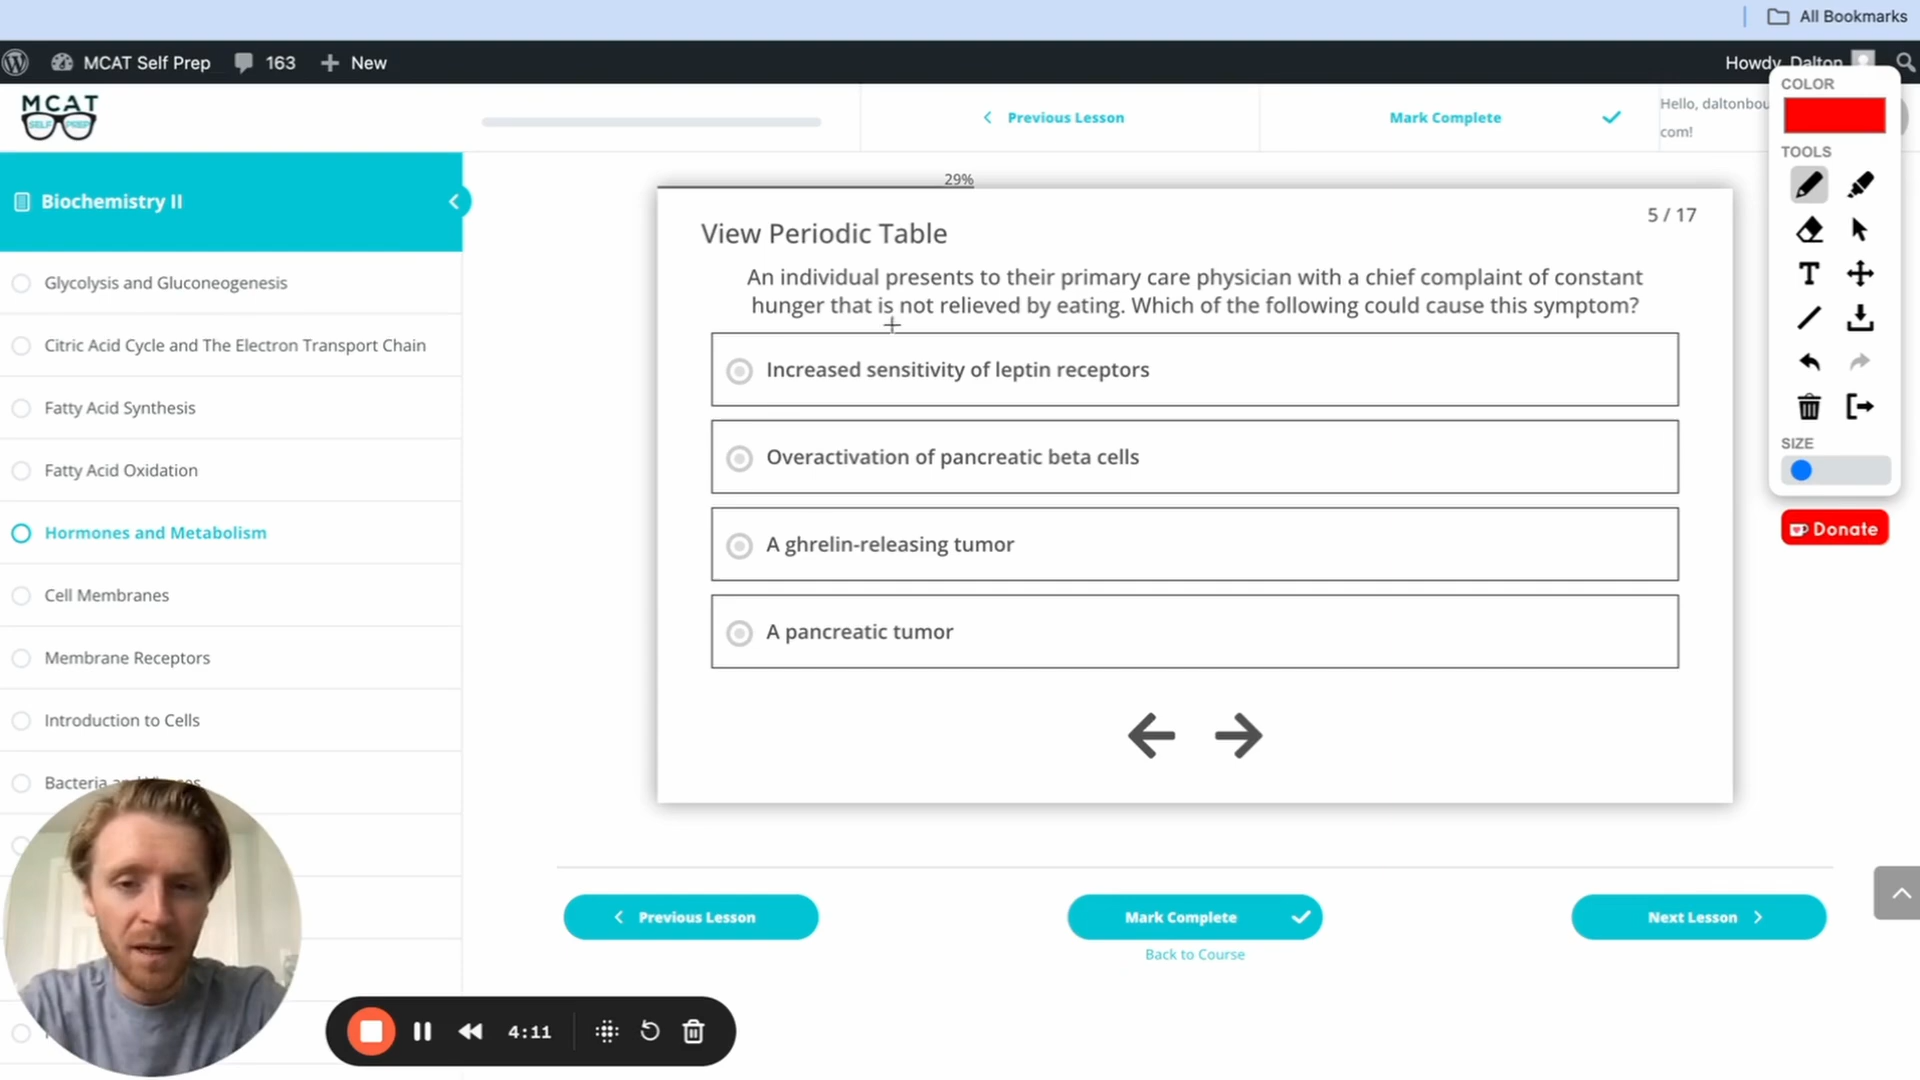 All Bookmarks
MCAT Self Prep 163 New
Howdy, Dalton
MCAT
SELF PREP
Previous Lesson
Mark Complete
Hello, daltonbou
com!
COLOR
TOOLS
SIZE
Donate
Biochemistry II
Glycolysis and Gluconeogenesis
Citric Acid Cycle and The Electron Transport Chain
Fatty Acid Synthesis
Fatty Acid Oxidation
Hormones and Metabolism
Cell Membranes
Membrane Receptors
Introduction to Cells
Bacteria
29%
5 / 17
View Periodic Table
An individual presents to their primary care physician with a chief complaint of constant
hunger that is not relieved by eating. Which of the following could cause this symptom?
Increased sensitivity of leptin receptors
Overactivation of pancreatic beta cells
A ghrelin-releasing tumor
A pancreatic tumor
Previous Lesson
Mark Complete
Next Lesson
Back to Course
4:11